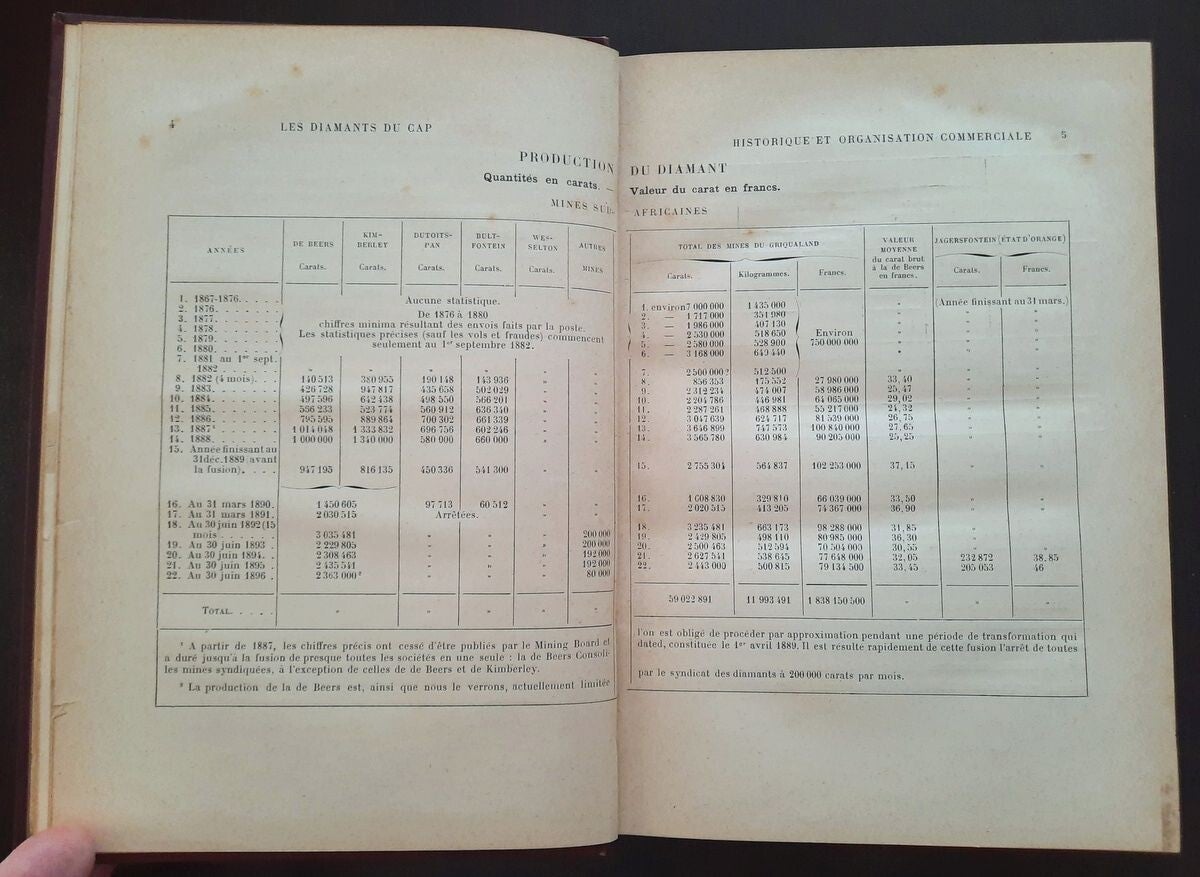 4 LES DIAMANTS DU CAP
PRODUCTION
Quantités en carats. —
MINES SUD-
ANNÉES | DE BEERS Carats. | KIM-BERLEY Carats. | DUTOITS-PAN Carats. | BULT-FONTEIN Carats. | WES-SELTON Carats. | AUTRES MINES
1. 1867-1876. . . . . Aucune statistique.
2. 1876. . . . . . . De 1876 à 1880
3. 1877. . . . . . . chiffres minima résultant des envois faits par la poste.
4. 1878. . . . . . . Les statistiques précises (sauf les vols et fraudes) commencent
5. 1879. . . . . . . seulement au 1er septembre 1882.
6. 1880. . . . . . .
7. 1881 au 1er sept.
1882. . . . . . » » » » » »
8. 1882 (4 mois). . . 140 513 380 955 190 148 143 936 » »
9. 1883. . . . . . . 426 728 947 817 435 658 502 029 » »
10. 1884. . . . . . . 497 596 642 438 498 550 566 201 » »
11. 1885. . . . . . . 556 233 523 774 560 912 636 340 » »
12. 1886. . . . . . . 795 595 889 864 700 302 661 339 » »
13. 1887¹. . . . . . 1 014 048 1 333 832 696 756 602 246 » »
14. 1888. . . . . . . 1 000 000 1 340 000 580 000 660 000 » »
15. Année finissant au
31 déc. 1889 avant
la fusion). . . . 947 195 816 135 450 336 541 300 » »
16. Au 31 mars 1890. 1 450 605 97 713 60 512 » »
17. Au 31 mars 1891. 2 030 515 Arrêtées. » »
18. Au 30 juin 1892 (15
mois. . . . . . 3 035 481 » » » 200 000
19. Au 30 juin 1893 . 2 229 805 » » » 200 000
20. Au 30 juin 1894. . 2 308 463 » » » 192 000
21. Au 30 juin 1895 . 2 435 541 » » » 192 000
22. Au 30 juin 1896 . 2 363 000² » » » 80 000
TOTAL. . . . . » » » » »
¹ A partir de 1887, les chiffres précis ont cessé d'être publiés par le Mining Board et
a duré jusqu'à la fusion de presque toutes les sociétés en une seule : la de Beers Consoli-
les mines syndiquées, à l'exception de celles de de Beers et de Kimberley.
² La production de la de Beers est, ainsi que nous le verrons, actuellement limitée
HISTORIQUE ET ORGANISATION COMMERCIALE 5
DU DIAMANT
Valeur du carat en francs.
AFRICAINES
TOTAL DES MINES DU GRIQUALAND | VALEUR MOYENNE du carat brut à la de Beers en francs. | JAGERSFONTEIN (ÉTAT D'ORANGE)
Carats. | Kilogrammes. | Francs. | Carats. | Francs.
1. environ 7 000 000 1 435 000 » (Année finissant au 31 mars.)
2. — 1 717 000 351 980 » » »
3. — 1 986 000 407 130 » » »
4. — 2 530 000 518 650 Environ » » »
5. — 2 580 000 528 900 750 000 000 » » »
6. — 3 168 000 649 440 » » »
7. 2 500 000? 512 500 » » »
8. 856 353 175 552 27 980 000 33,40 » »
9. 2 312 234 474 007 58 986 000 25,47 » »
10. 2 204 786 446 981 64 065 000 29,02 » »
11. 2 287 261 468 888 55 217 000 24,32 » »
12. 3 047 639 624 717 81 539 000 26,75 » »
13. 3 646 899 747 573 100 840 000 27,65 » »
14. 3 565 780 630 984 90 205 000 25,25 » »
15. 2 755 304 564 837 102 253 000 37,15 » »
16. 1 608 830 329 810 66 039 000 33,50 » »
17. 2 020 515 413 205 74 367 000 36,90 » »
18. 3 235 481 663 173 98 288 000 31,85 » »
19. 2 429 805 498 110 80 985 000 36,30 » »
20. 2 500 463 512 594 70 504 000 30,55 » »
21. 2 627 541 538 645 77 648 000 32,05 232 872 38,85
22. 2 443 000 500 815 79 134 500 33,45 205 053 46
59 022 891 11 993 491 1 838 150 500 » » »
l'on est obligé de procéder par approximation pendant une période de transformation qui
dated, constituée le 1er avril 1889. Il est résulté rapidement de cette fusion l'arrêt de toutes
par le syndicat des diamants à 200 000 carats par mois.